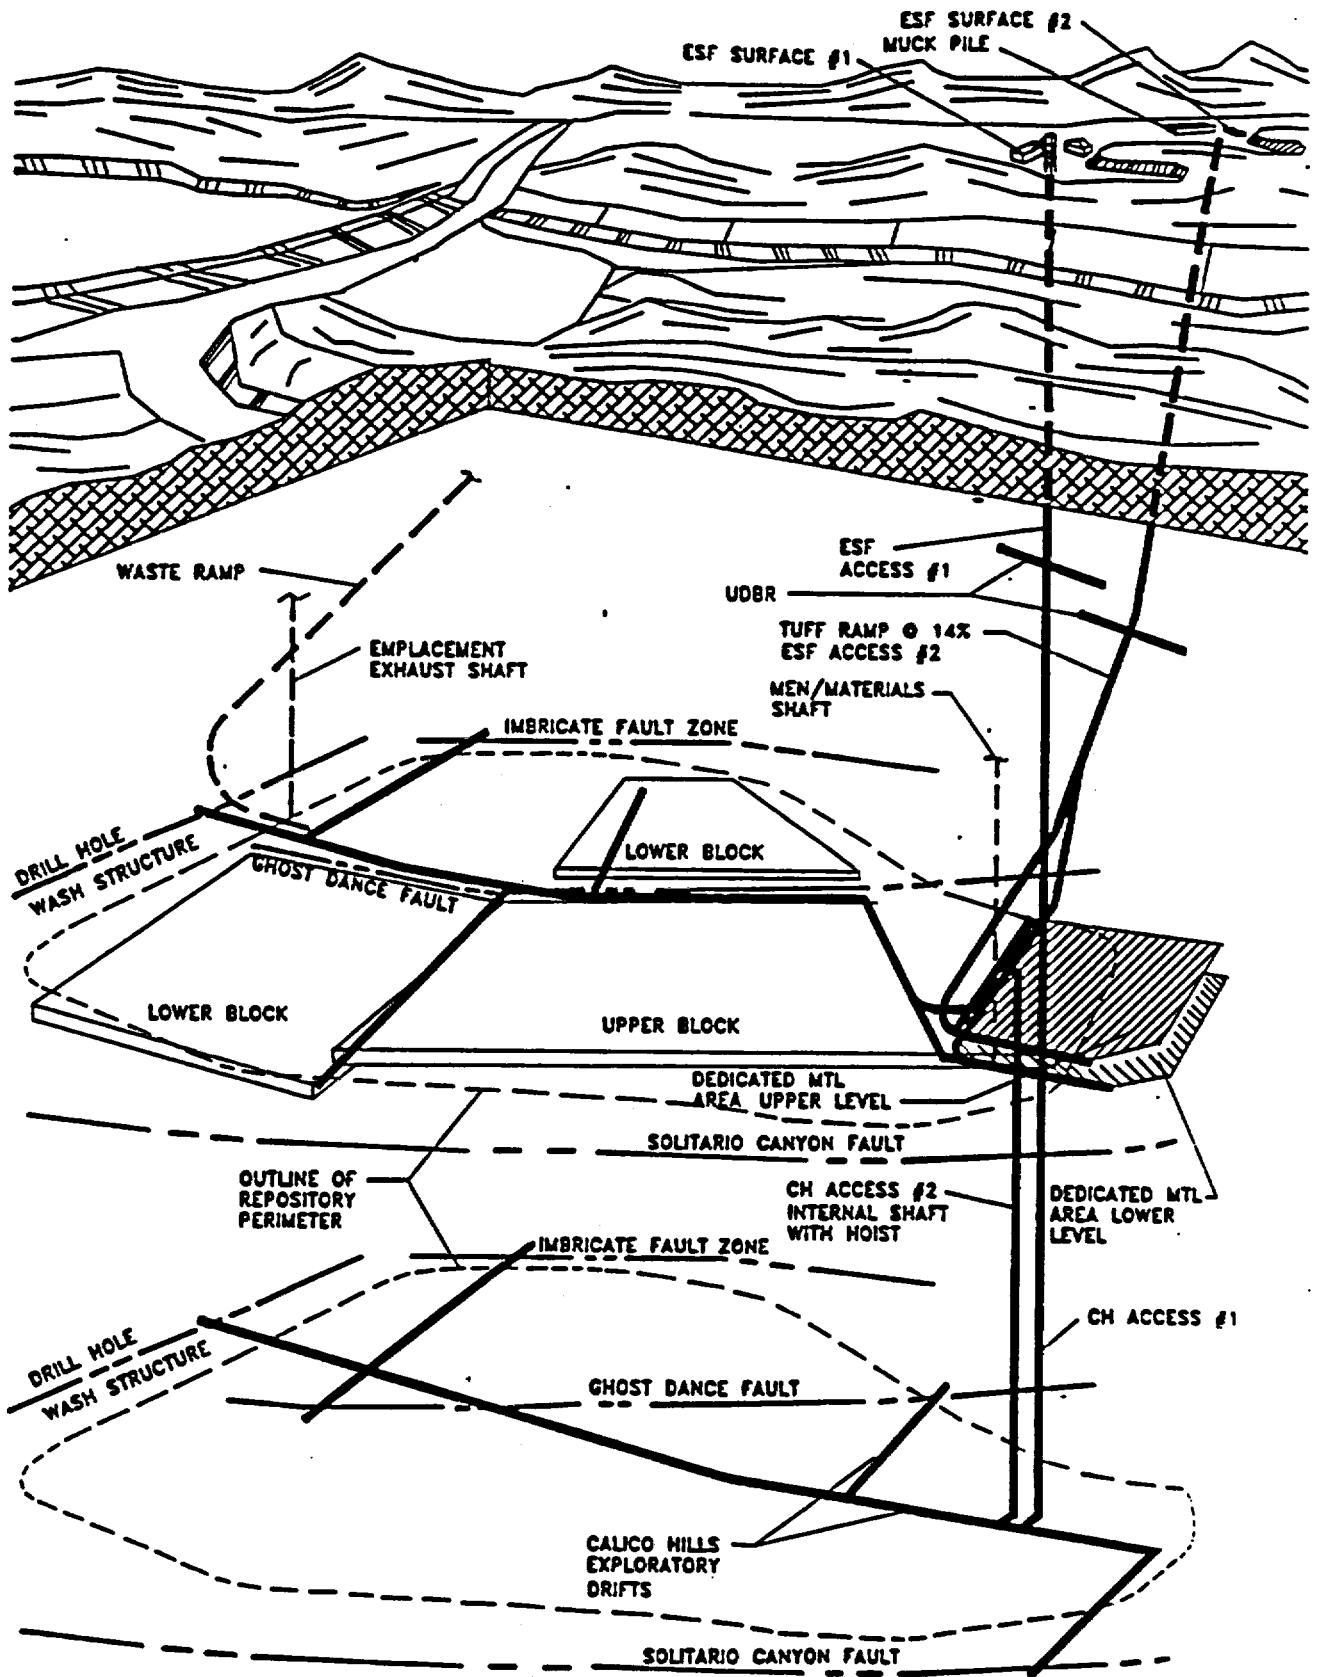 ESF SURFACE #2
MUCK PILE
ESF SURFACE #1
ESF
ACCESS #1
WASTE RAMP
UDBR
TUFF RAMP @ 14%
ESF ACCESS #2
EMPLACEMENT
EXHAUST SHAFT
MEN/MATERIALS
SHAFT
IMBRICATE FAULT ZONE
DRILL HOLE
WASH STRUCTURE
LOWER BLOCK
GHOST DANCE FAULT
LOWER BLOCK
UPPER BLOCK
DEDICATED MTL
AREA UPPER LEVEL
SOLITARIO CANYON FAULT
OUTLINE OF
REPOSITORY
PERIMETER
CH ACCESS #2
INTERNAL SHAFT
WITH HOIST
DEDICATED MTL
AREA LOWER
LEVEL
IMBRICATE FAULT ZONE
CH ACCESS #1
DRILL HOLE
WASH STRUCTURE
GHOST DANCE FAULT
CALICO HILLS
EXPLORATORY
DRIFTS
SOLITARIO CANYON FAULT